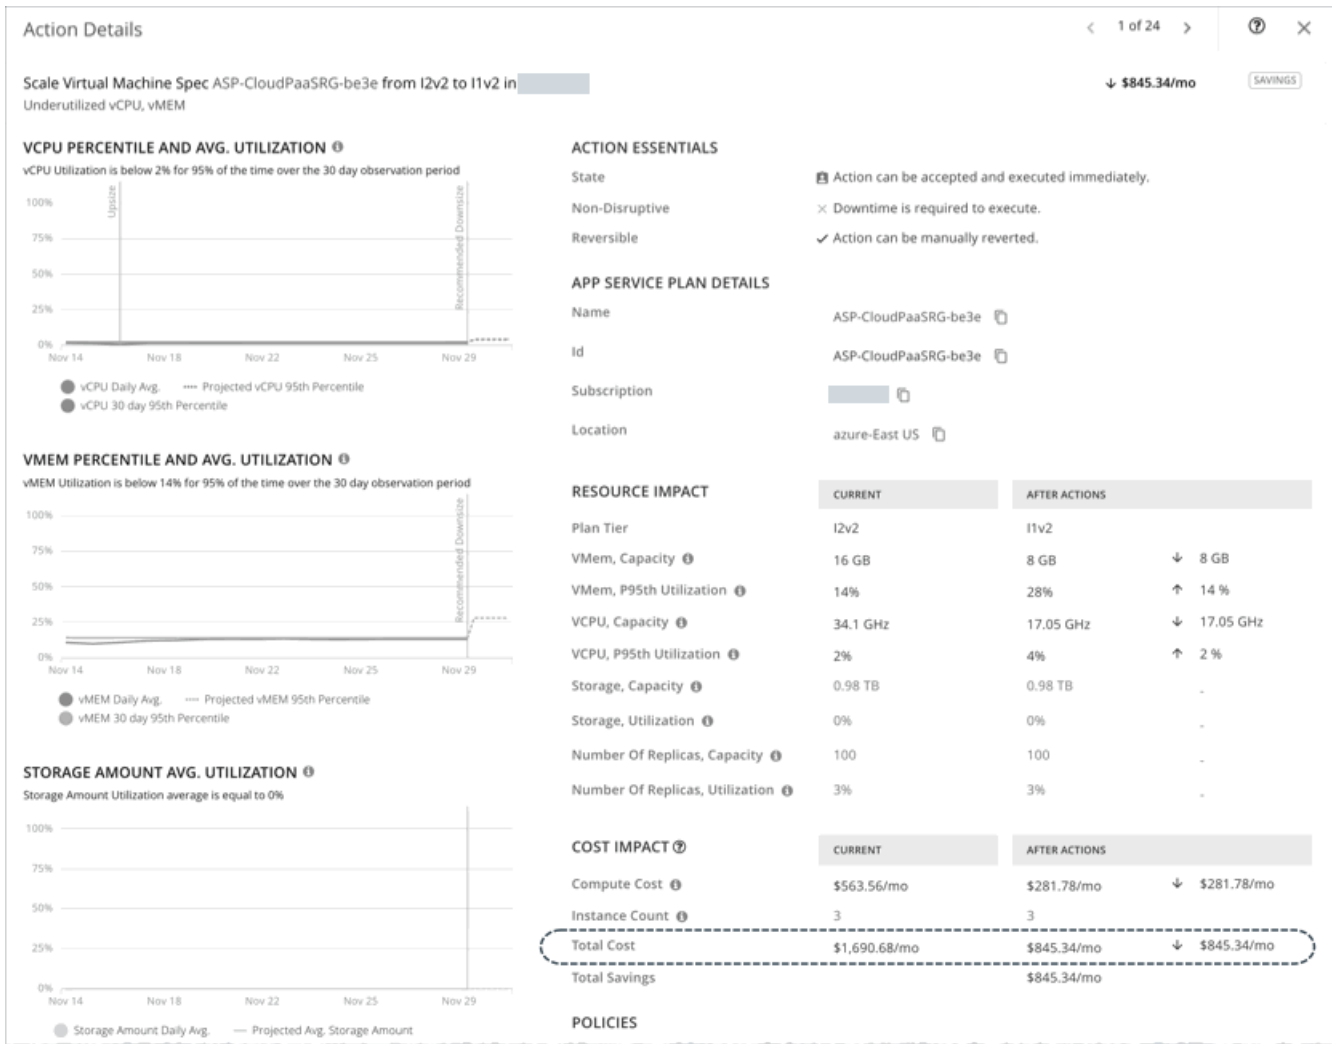 Action Details
1 of 24
Scale Virtual Machine Spec ASP-CloudPaaSRG-be3e from I2v2 to I1v2 in
$845.34/mo
SAVINGS
Underutilized vCPU, vMEM
VCPU PERCENTILE AND AVG. UTILIZATION
vCPU Utilization is below 2% for 95% of the time over the 30 day observation period
100%
75%
50%
25%
0%
Upsize
Recommended Downsize
Nov 14 Nov 18 Nov 22 Nov 25 Nov 29
vCPU Daily Avg. Projected vCPU 95th Percentile
vCPU 30 day 95th Percentile
VMEM PERCENTILE AND AVG. UTILIZATION
vMEM Utilization is below 14% for 95% of the time over the 30 day observation period
100%
75%
50%
25%
0%
Recommended Downsize
Nov 14 Nov 18 Nov 22 Nov 25 Nov 29
vMEM Daily Avg. Projected vMEM 95th Percentile
vMEM 30 day 95th Percentile
STORAGE AMOUNT AVG. UTILIZATION
Storage Amount Utilization average is equal to 0%
100%
75%
50%
25%
0%
Nov 14 Nov 18 Nov 22 Nov 25 Nov 29
Storage Amount Daily Avg. Projected Avg. Storage Amount
ACTION ESSENTIALS
State Action can be accepted and executed immediately.
Non-Disruptive Downtime is required to execute.
Reversible Action can be manually reverted.
APP SERVICE PLAN DETAILS
Name ASP-CloudPaaSRG-be3e
Id ASP-CloudPaaSRG-be3e
Subscription
Location azure-East US
RESOURCE IMPACT CURRENT AFTER ACTIONS
Plan Tier I2v2 I1v2
VMem, Capacity 16 GB 8 GB 8 GB
VMem, P95th Utilization 14% 28% 14 %
VCPU, Capacity 34.1 GHz 17.05 GHz 17.05 GHz
VCPU, P95th Utilization 2% 4% 2 %
Storage, Capacity 0.98 TB 0.98 TB -
Storage, Utilization 0% 0% -
Number Of Replicas, Capacity 100 100 -
Number Of Replicas, Utilization 3% 3% -
COST IMPACT CURRENT AFTER ACTIONS
Compute Cost $563.56/mo $281.78/mo $281.78/mo
Instance Count 3 3
Total Cost $1,690.68/mo $845.34/mo $845.34/mo
Total Savings $845.34/mo
POLICIES